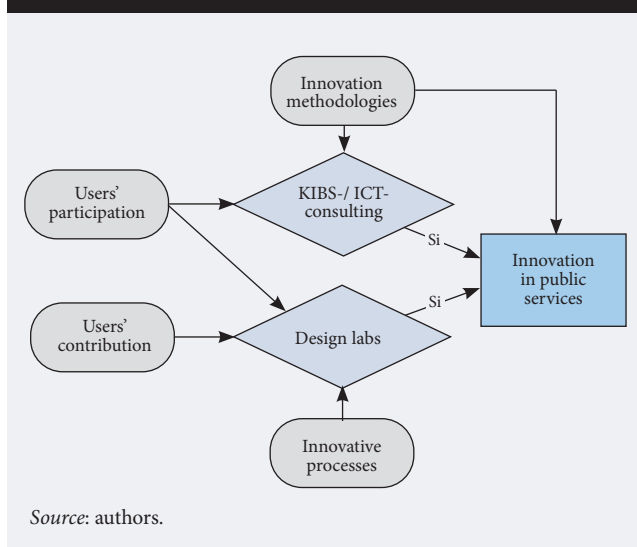 Innovation
methodologies
Users'
participation
KIBS-/ ICT-
consulting
Si
Innovation
in public
services
Si
Users'
contribution
Design labs
Innovative
processes
Source: authors.